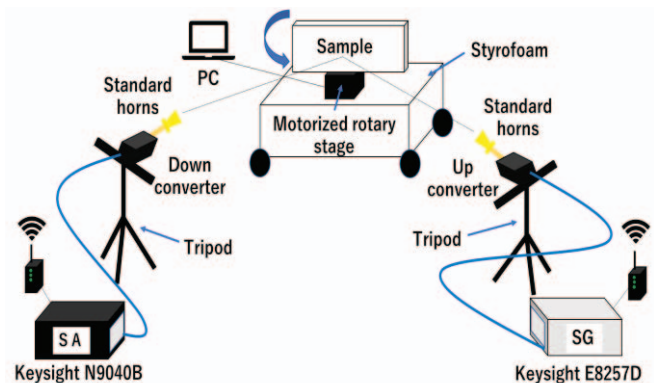 Sample
Styrofoam
PC
Standard
horns
Motorized rotary
stage
Standard
horns
Down
converter
Up
converter
Tripod
Tripod
S A
SG
Keysight N9040B
Keysight E8257D